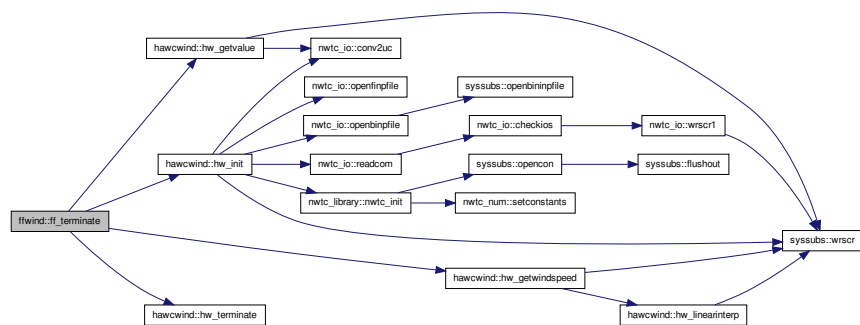 hawcwind::hw_getvalue
nwtc_io::conv2uc
nwtc_io::openfinpfile
syssubs::openbininpfile
nwtc_io::openbinpfile
nwtc_io::checkios
nwtc_io::wrscr1
hawcwind::hw_init
nwtc_io::readcom
syssubs::opencon
syssubs::flushout
nwtc_library::nwtc_init
nwtc_num::setconstants
ffwind::ff_terminate
syssubs::wrscr
hawcwind::hw_getwindspeed
hawcwind::hw_terminate
hawcwind::hw_linearinterp